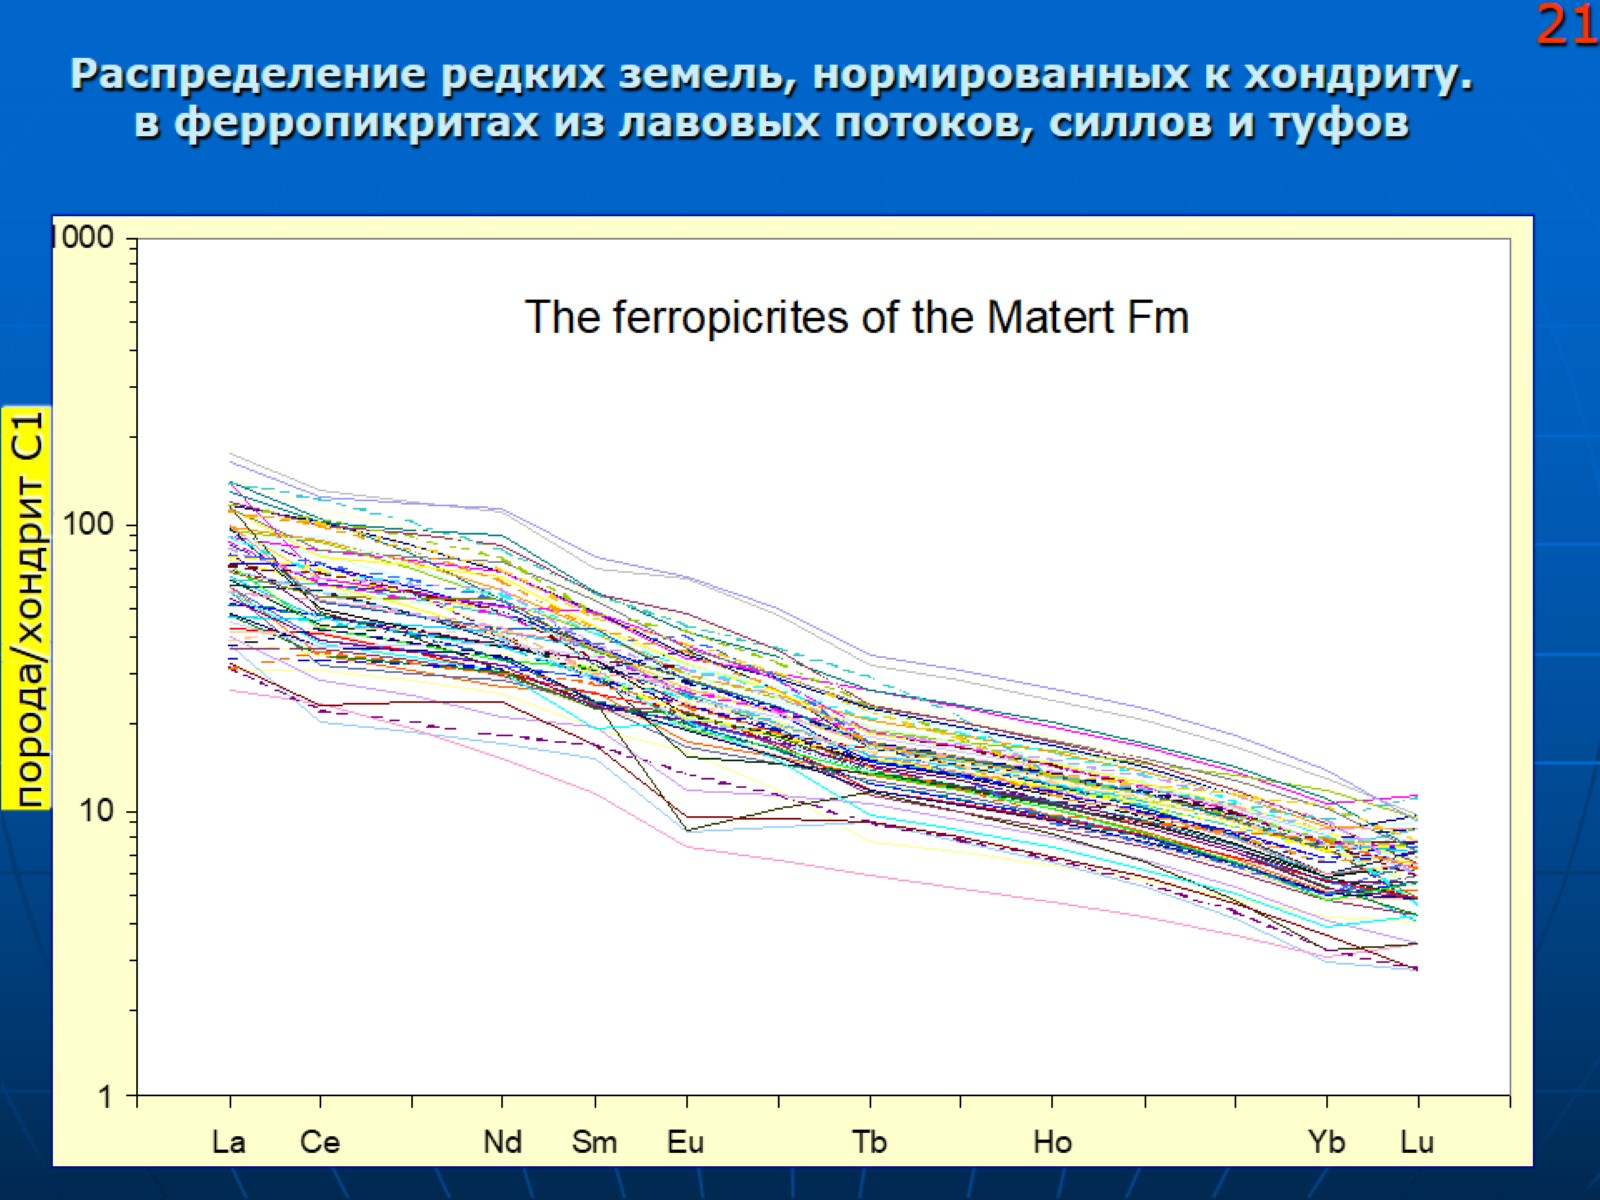 21
Распределение редких земель, нормированных к хондриту.
в ферропикритах из лавовых потоков, силлов и туфов
порода/хондрит С1
The ferropicrites of the Matert Fm
1000
100
10
1
La Ce Nd Sm Eu Tb Ho Yb Lu